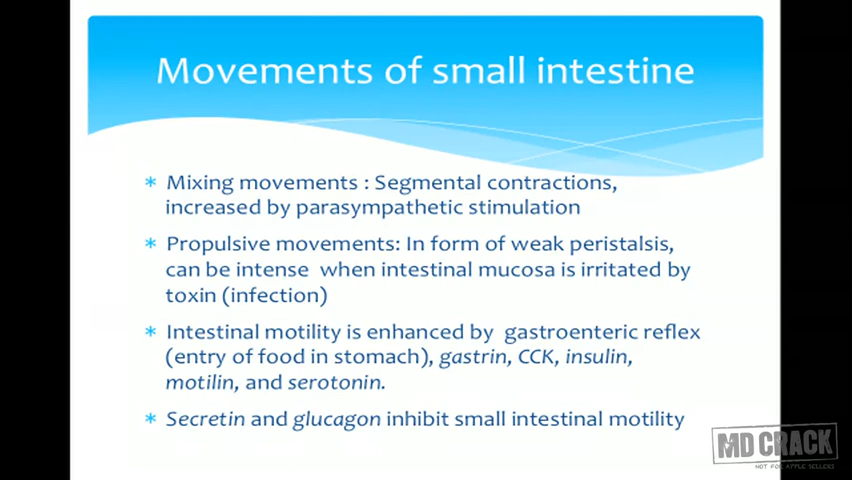 Movements of small intestine
* Mixing movements : Segmental contractions,
increased by parasympathetic stimulation
* Propulsive movements: In form of weak peristalsis,
can be intense when intestinal mucosa is irritated by
toxin (infection)
* Intestinal motility is enhanced by gastroenteric reflex
(entry of food in stomach), gastrin, CCK, insulin,
motilin, and serotonin.
* Secretin and glucagon inhibit small intestinal motility
MD CRACK
NOT FOR APPLE SELLERS